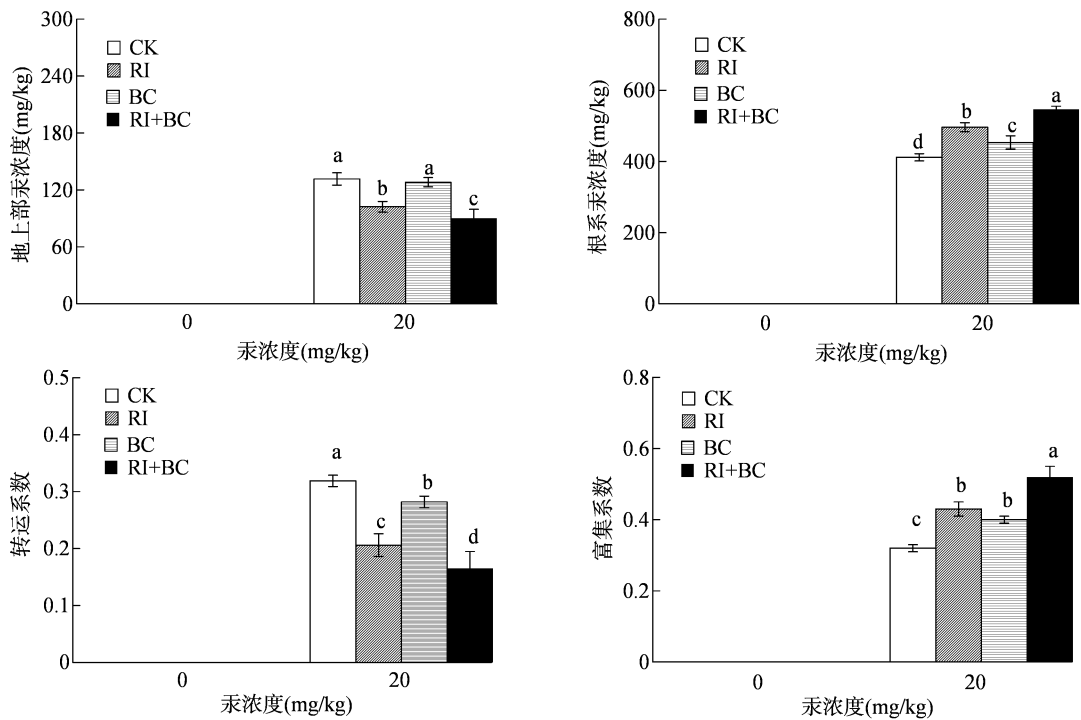 300
240
180
120
60
0
地上部汞浓度(mg/kg)
CK
RI
BC
RI+BC
a
b
a
c
0
20
汞浓度(mg/kg)
800
600
400
200
0
根系汞浓度(mg/kg)
CK
RI
BC
RI+BC
d
b
c
a
0
20
汞浓度(mg/kg)
0.5
0.4
0.3
0.2
0.1
0
转运系数
CK
RI
BC
RI+BC
a
c
b
d
0
20
汞浓度(mg/kg)
0.8
0.6
0.4
0.2
0
富集系数
CK
RI
BC
RI+BC
c
b
b
a
0
20
汞浓度(mg/kg)